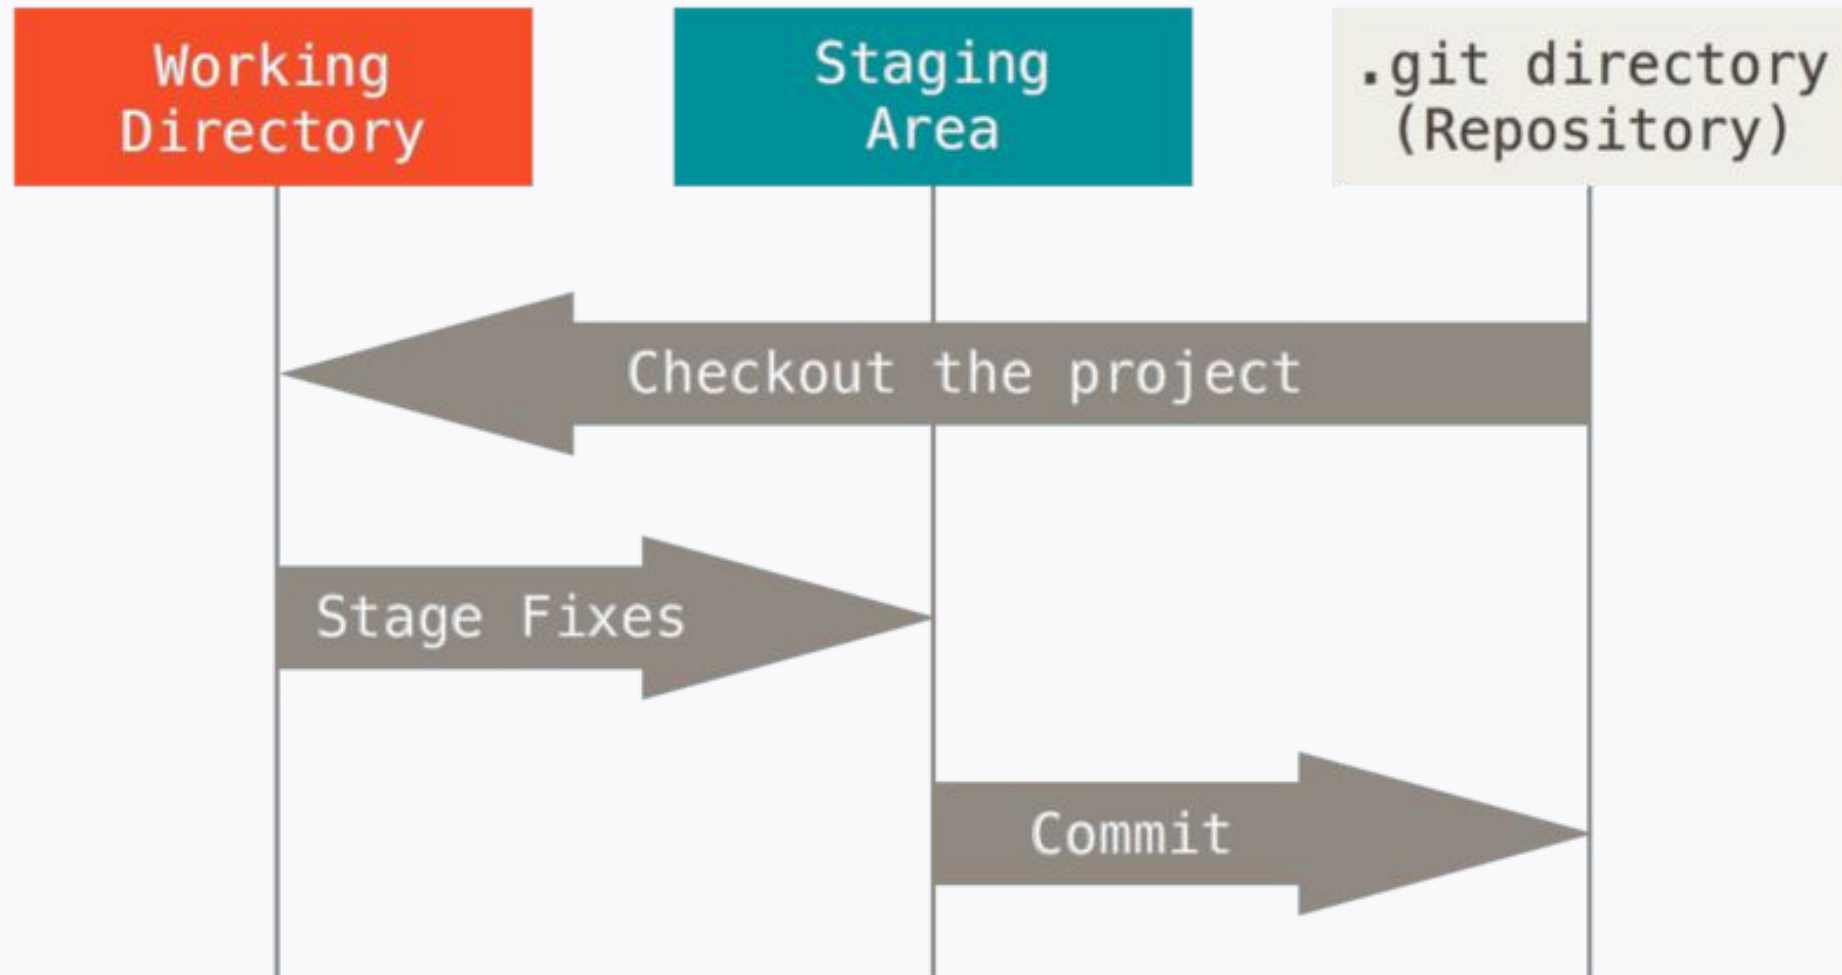 Working
Directory
Staging
Area
.git directory
(Repository)
Checkout the project
Stage Fixes
Commit